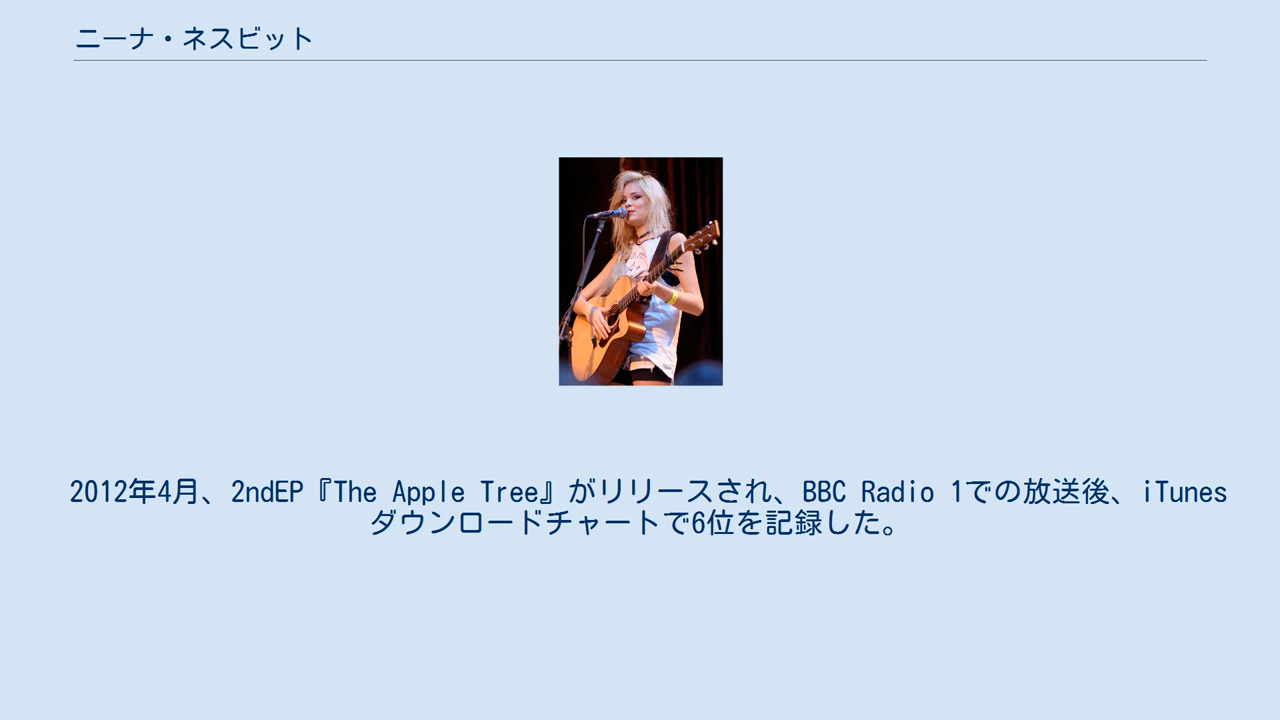 ニーナ・ネスビット
2012年4月、2ndEP『The Apple Tree』がリリースされ、BBC Radio 1での放送後、iTunes
ダウンロードチャートで6位を記録した。